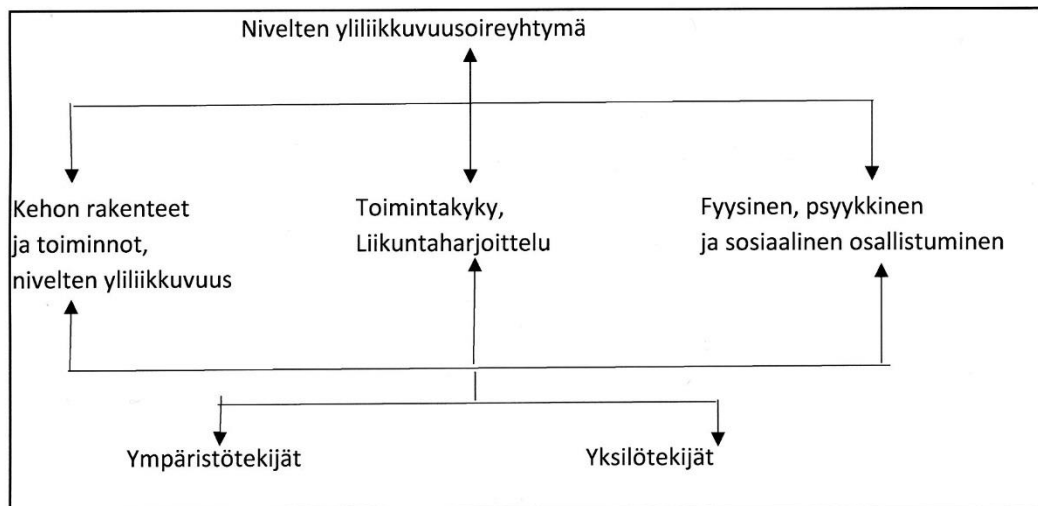 Nivelten yliliikkuvuusoireyhtymä
Kehon rakenteet
ja toiminnot,
nivelten yliliikkuvuus
Toimintakyky,
Liikuntaharjoittelu
Fyysinen, psyykkinen
ja sosiaalinen osallistuminen
Ympäristötekijät
Yksilötekijät